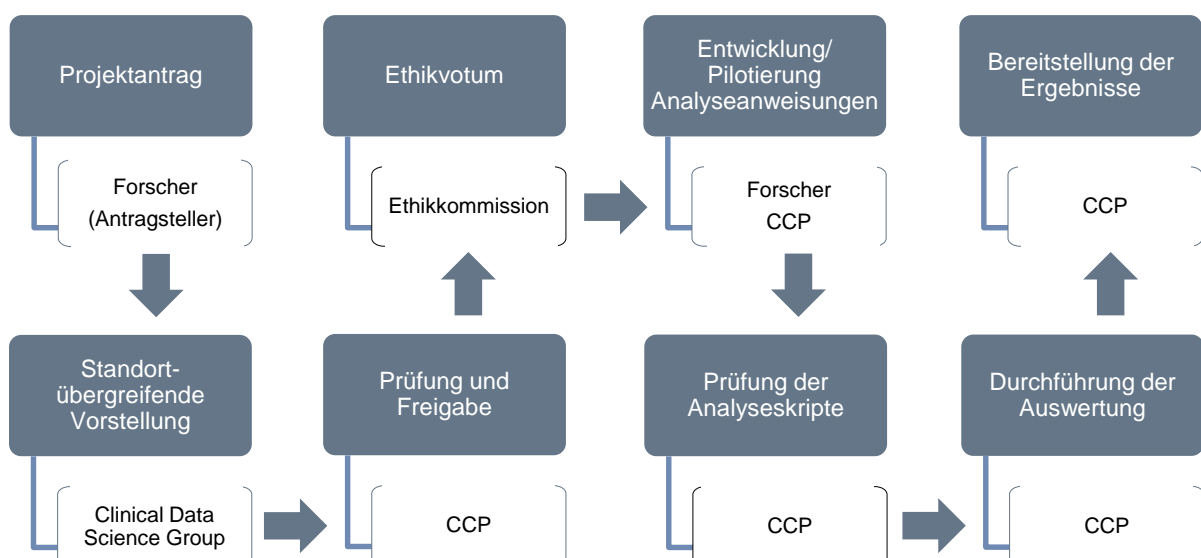 Projektantrag
Forscher
(Antragsteller)
Standort-
übergreifende
Vorstellung
Clinical Data
Science Group
Prüfung und
Freigabe
CCP
Ethikvotum
Ethikkommission
Entwicklung/
Pilotierung
Analyseanweisungen
Forscher
CCP
Prüfung der
Analyseskripte
CCP
Durchführung der
Auswertung
CCP
Bereitstellung der
Ergebnisse
CCP